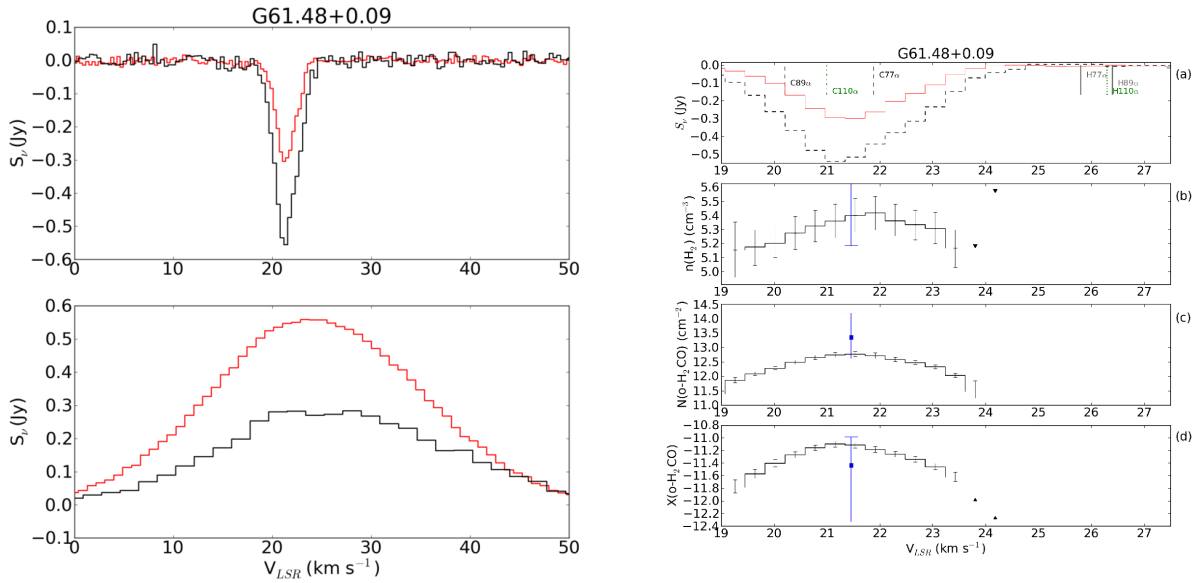 G61.48+0.09
0.1
0.0
−0.1
−0.2
−0.3
−0.4
−0.5
−0.6
S_ν (Jy)
0 10 20 30 40 50
0.6
0.5
0.4
0.3
0.2
0.1
0.0
−0.1
S_ν (Jy)
0 10 20 30 40 50
V_LSR (km s⁻¹)
G61.48+0.09
0.0
−0.1
−0.2
−0.3
−0.4
−0.5
S_ν (Jy)
C89α
C110α
C77α
H77α
H89α
H110α
(a)
19 20 21 22 23 24 25 26 27
5.6
5.5
5.4
5.3
5.2
5.1
5.0
n(H₂) (cm⁻³)
(b)
19 20 21 22 23 24 25 26 27
14.5
14.0
13.5
13.0
12.5
12.0
11.5
11.0
N(o-H₂CO) (cm⁻²)
(c)
19 20 21 22 23 24 25 26 27
−10.8
−11.0
−11.2
−11.4
−11.6
−11.8
−12.0
−12.2
−12.4
X(o-H₂CO)
(d)
19 20 21 22 23 24 25 26 27
V_LSR (km s⁻¹)